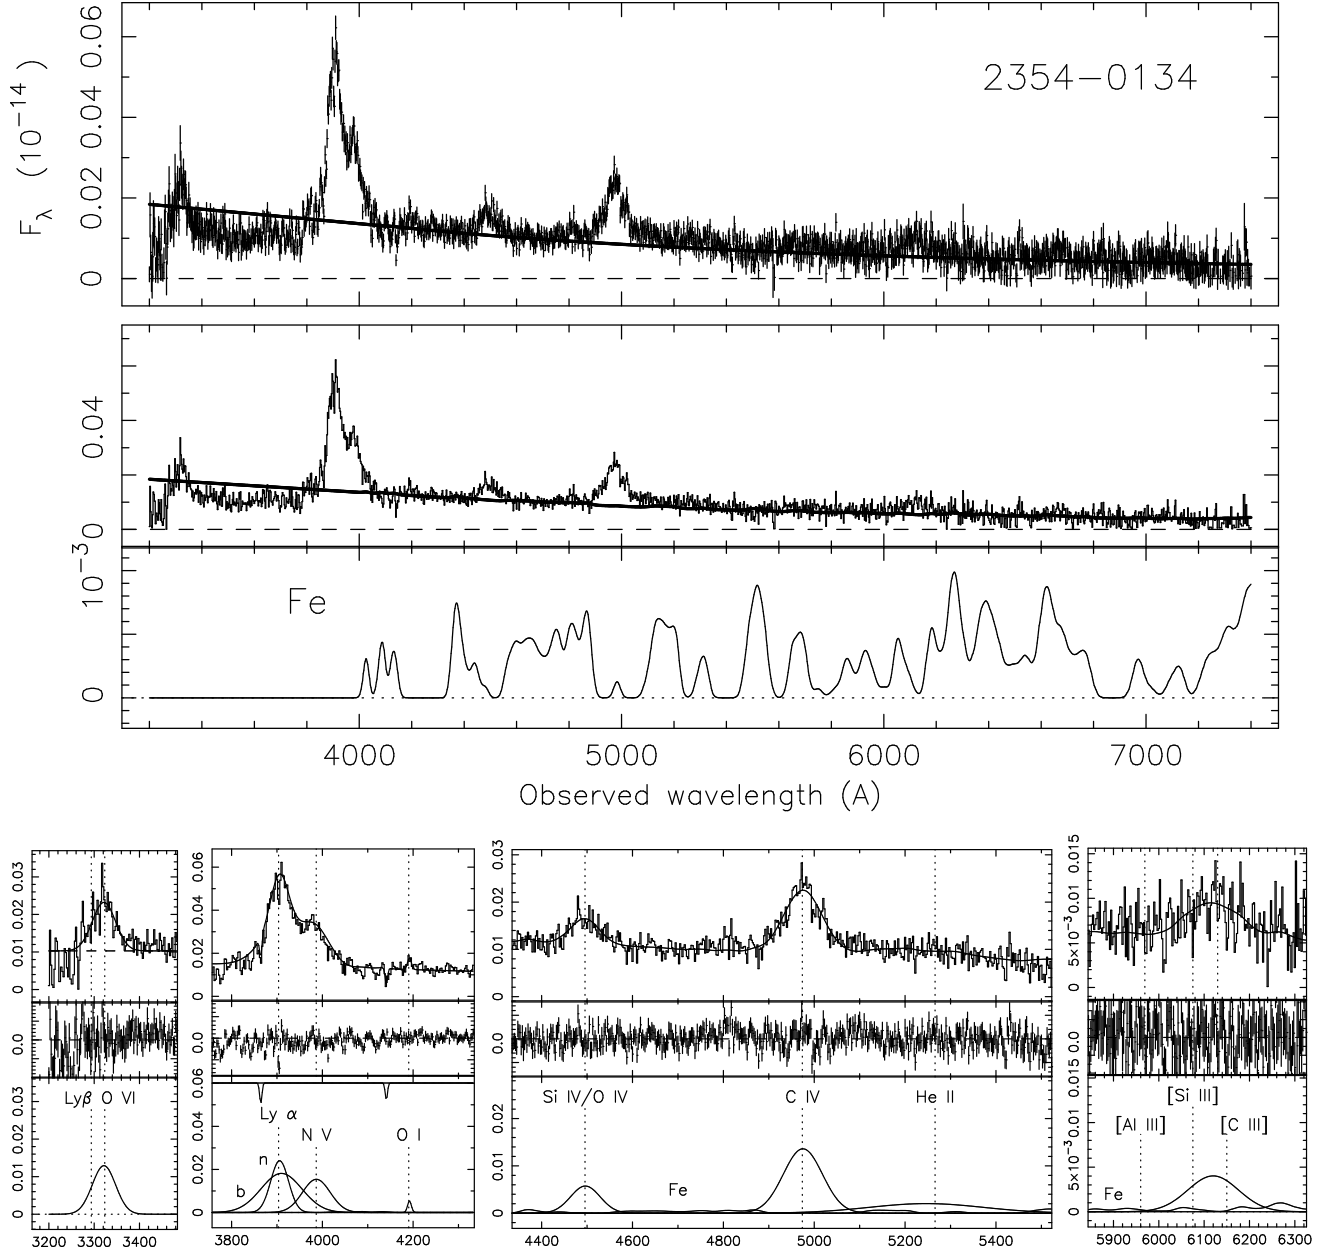 2354−0134
F_λ (10^−14)
0 0.02 0.04 0.06
0 0.04
Fe
0 10^−3
4000 5000 6000 7000
Observed wavelength (A)
0 0.01 0.02 0.03
0 0.02 0.04 0.06
0 0.01 0.02 0.03
0 5×10^−3 0.01 0.015
0.0
0.0
0.0
0.0
Lyβ O VI
0 0.01 0.02 0.03
3200 3300 3400
Ly α
N V
O I
n
b
0 0.02 0.04 0.06
3800 4000 4200
Si IV/O IV
C IV
He II
Fe
0 0.01 0.02
4400 4600 4800 5000 5200 5400
[Si III]
[Al III]
[C III]
Fe
0 5×10^−3 0.01 0.015
5900 6000 6100 6200 6300